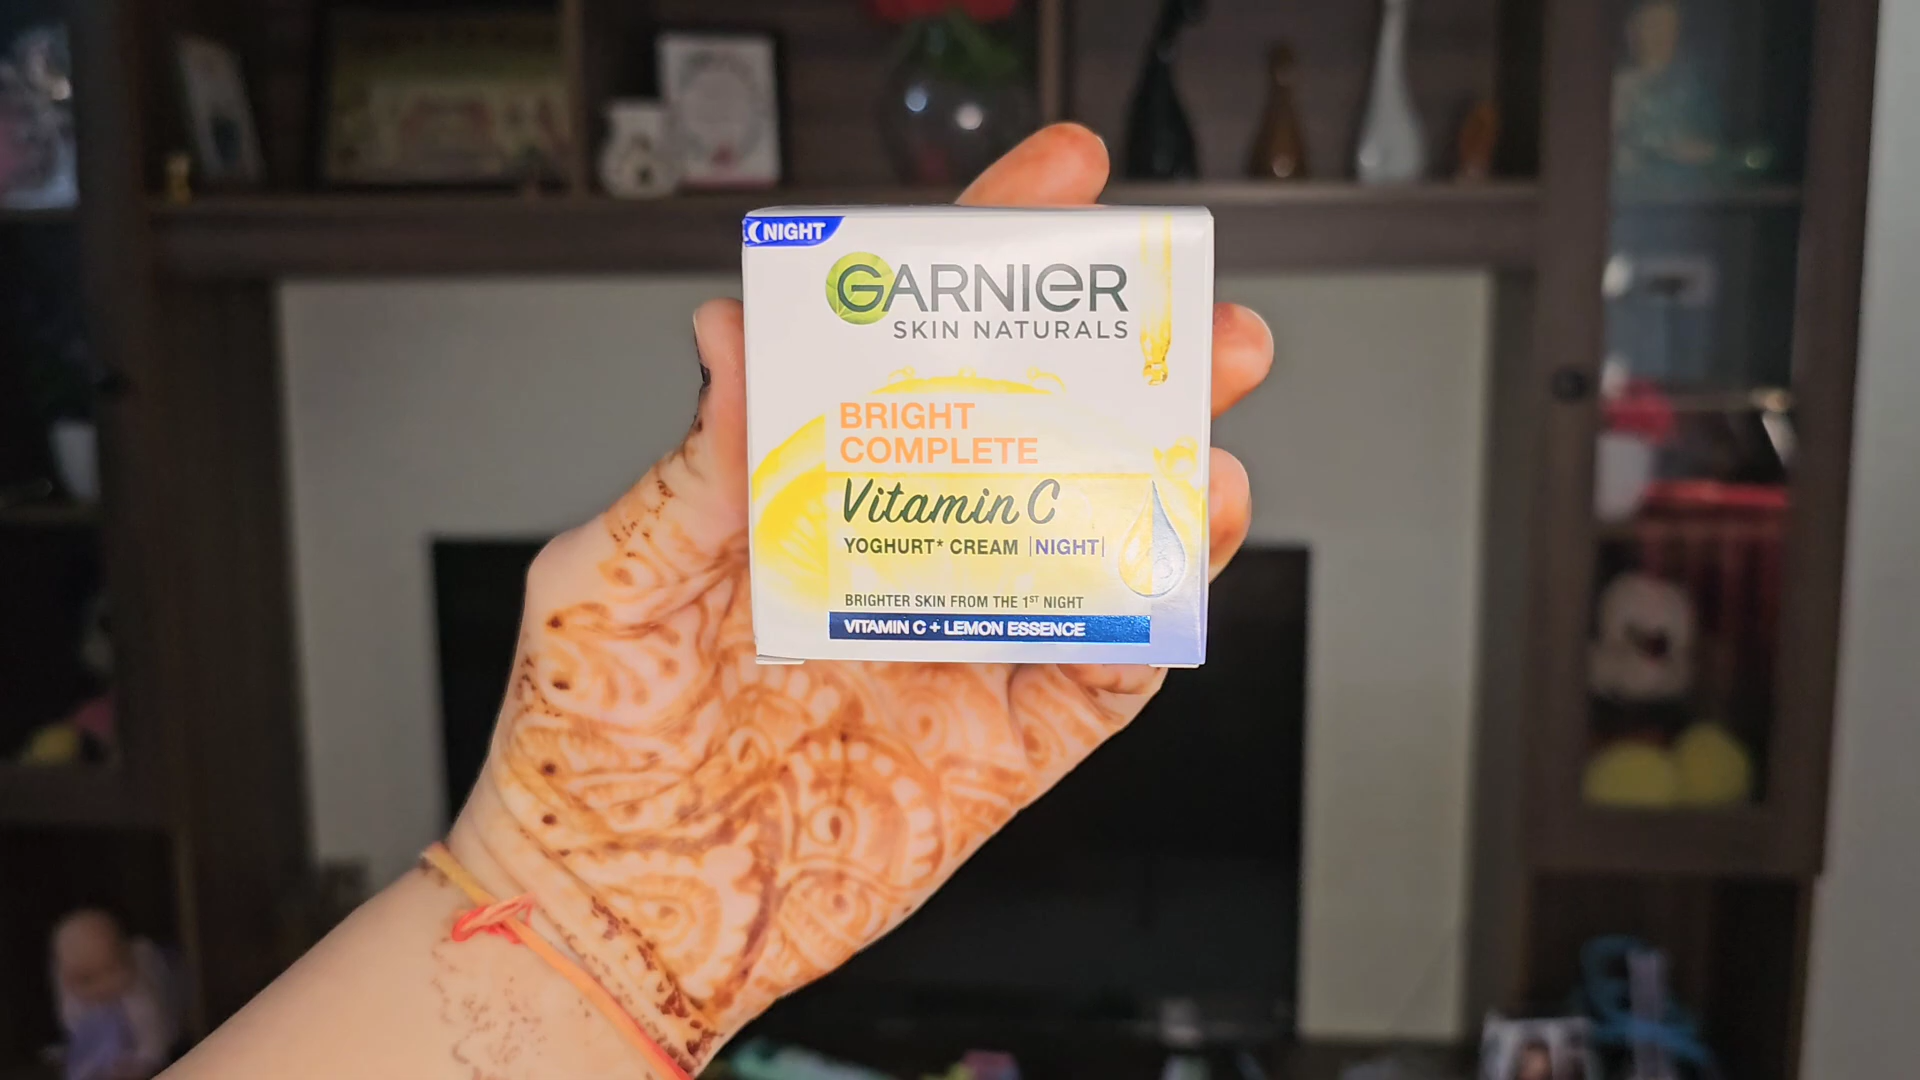 NIGHT
GARNIER
SKIN NATURALS
BRIGHT
COMPLETE
Vitamin C
YOGHURT* CREAM |NIGHT|
BRIGHTER SKIN FROM THE 1ST NIGHT
VITAMIN C + LEMON ESSENCE